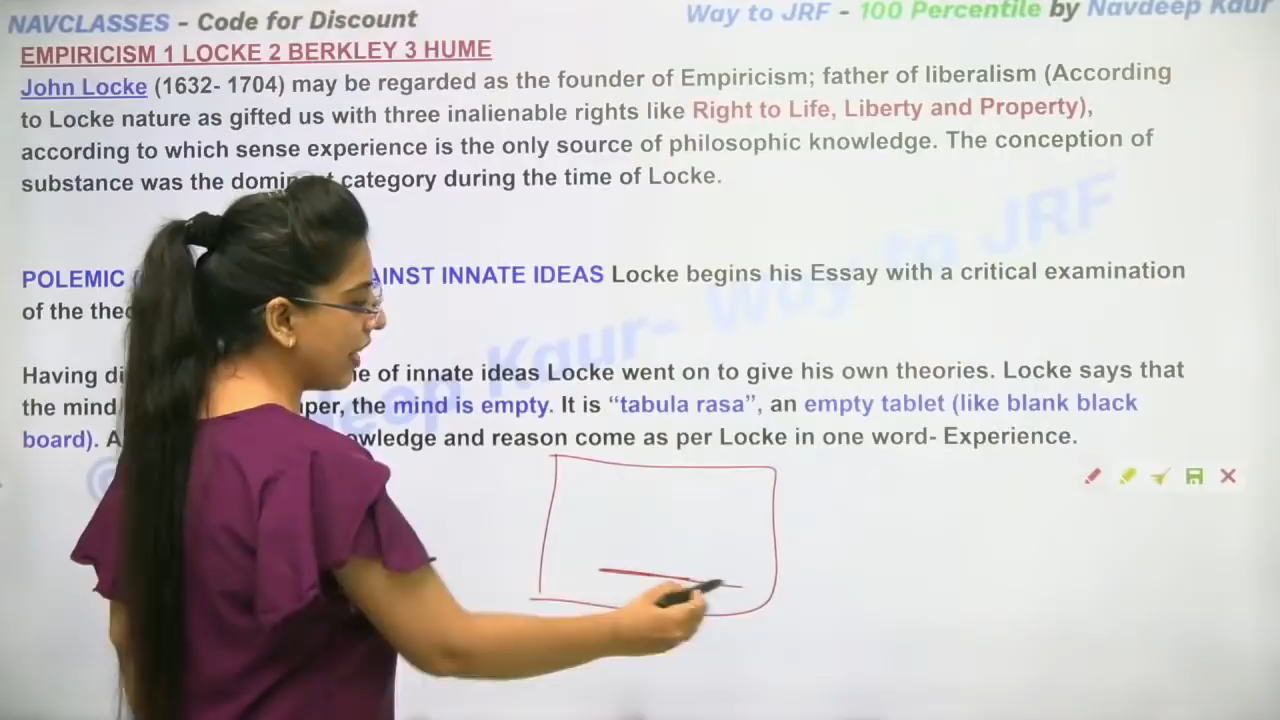 NAVCLASSES - Code for Discount
Way to JRF - 100 Percentile by Navdeep Kaur
EMPIRICISM 1 LOCKE 2 BERKLEY 3 HUME
John Locke (1632- 1704) may be regarded as the founder of Empiricism; father of liberalism (According
to Locke nature as gifted us with three inalienable rights like Right to Life, Liberty and Property),
according to which sense experience is the only source of philosophic knowledge. The conception of
substance was the category during the time of Locke.
POLEMIC INNATE IDEAS Locke begins his Essay with a critical examination
of the
Having of innate ideas Locke went on to give his own theories. Locke says that
the mind the mind is empty. It is “tabula rasa”, an empty tablet (like blank black
board). and reason come as per Locke in one word- Experience.
Kaur- Way to JRF